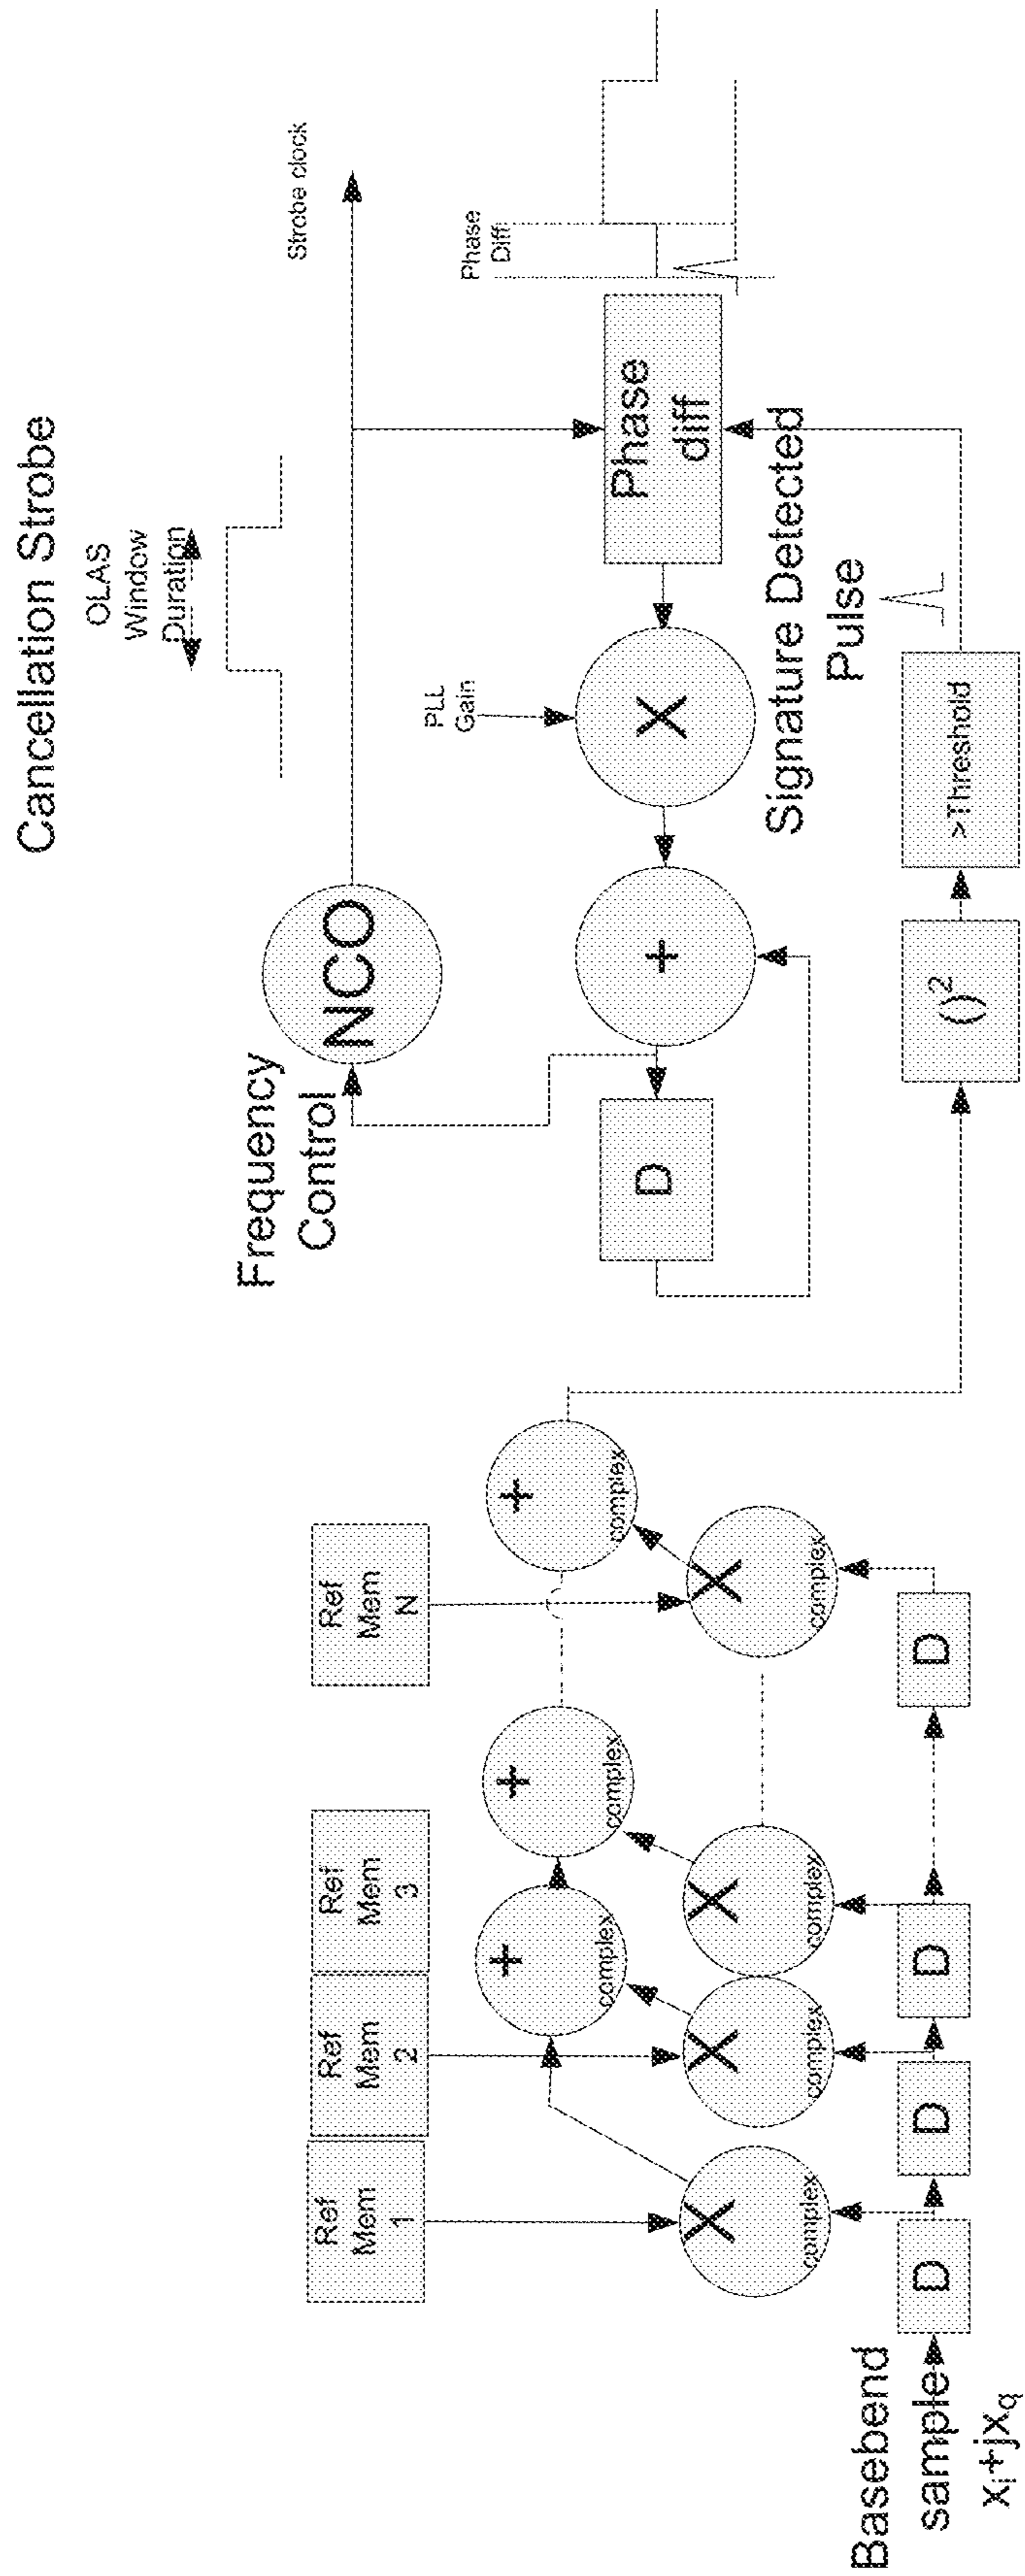 Cancellation Strobe
OLAS
Window
Duration
Strobe clock
Frequency
Control
NCO
PLL
Gain
Phase
Diff
D
+
X
Phase
diff
Signature Detected
Pulse
()²
>Threshold
Ref
Mem
1
Ref
Mem
2
Ref
Mem
3
Ref
Mem
N
+
complex
+
complex
+
complex
X
complex
X
complex
X
complex
X
complex
Basebend
sample
D
D
D
D
xᵢ+jx_q